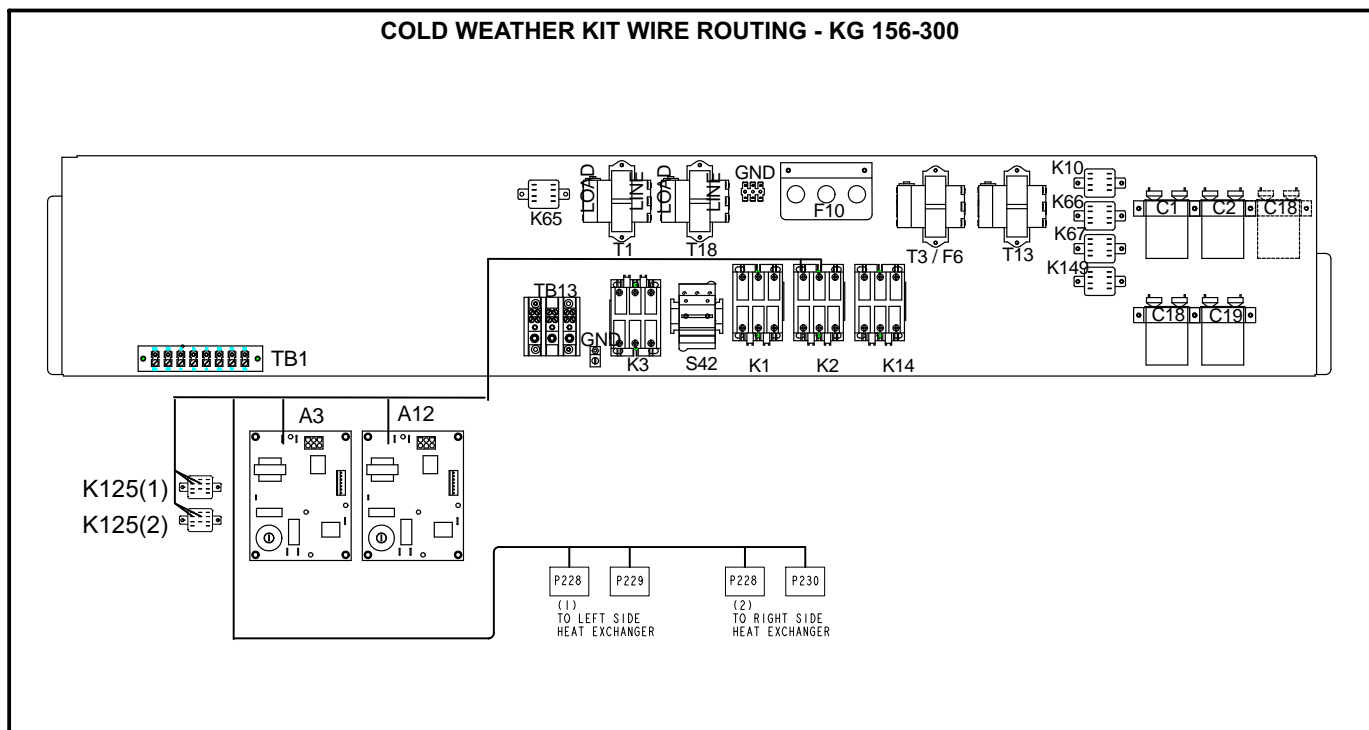 COLD WEATHER KIT WIRE ROUTING - KG 156-300
K65
LOAD
LINE
T1
LOAD
LINE
T18
GND
F10
T3 / F6
T13
K10
K66
K67
K149
C1
C2
C18
TB13
GND
K3
S42
K1
K2
K14
C18
C19
TB1
A3
A12
K125(1)
K125(2)
P228
P229
P228
P230
(1)
TO LEFT SIDE
HEAT EXCHANGER
(2)
TO RIGHT SIDE
HEAT EXCHANGER